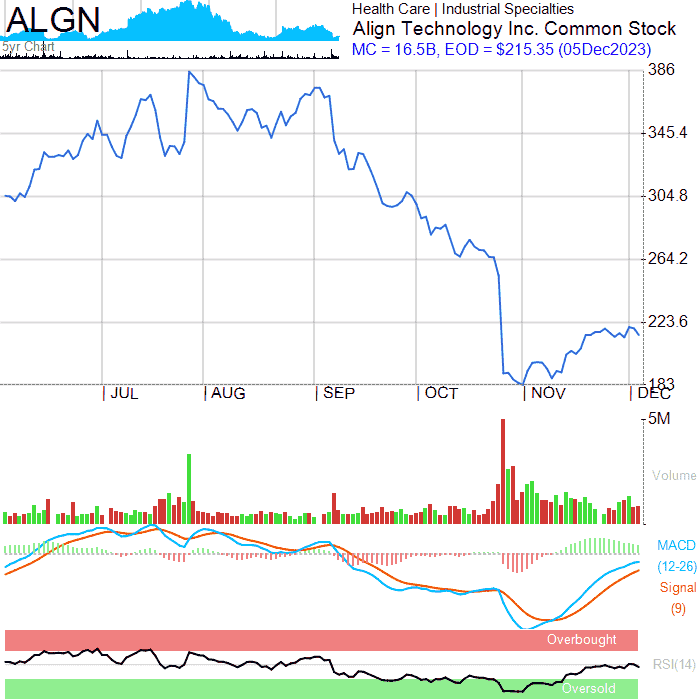 ALGN
5yr Chart
Health Care | Industrial Specialties
Align Technology Inc. Common Stock
MC = 16.5B, EOD = $215.35 (05Dec2023)
386
345.4
304.8
264.2
223.6
183
JUL
AUG
SEP
OCT
NOV
DEC
5M
Volume
MACD
(12-26)
Signal
(9)
Overbought
RSI(14)
Oversold